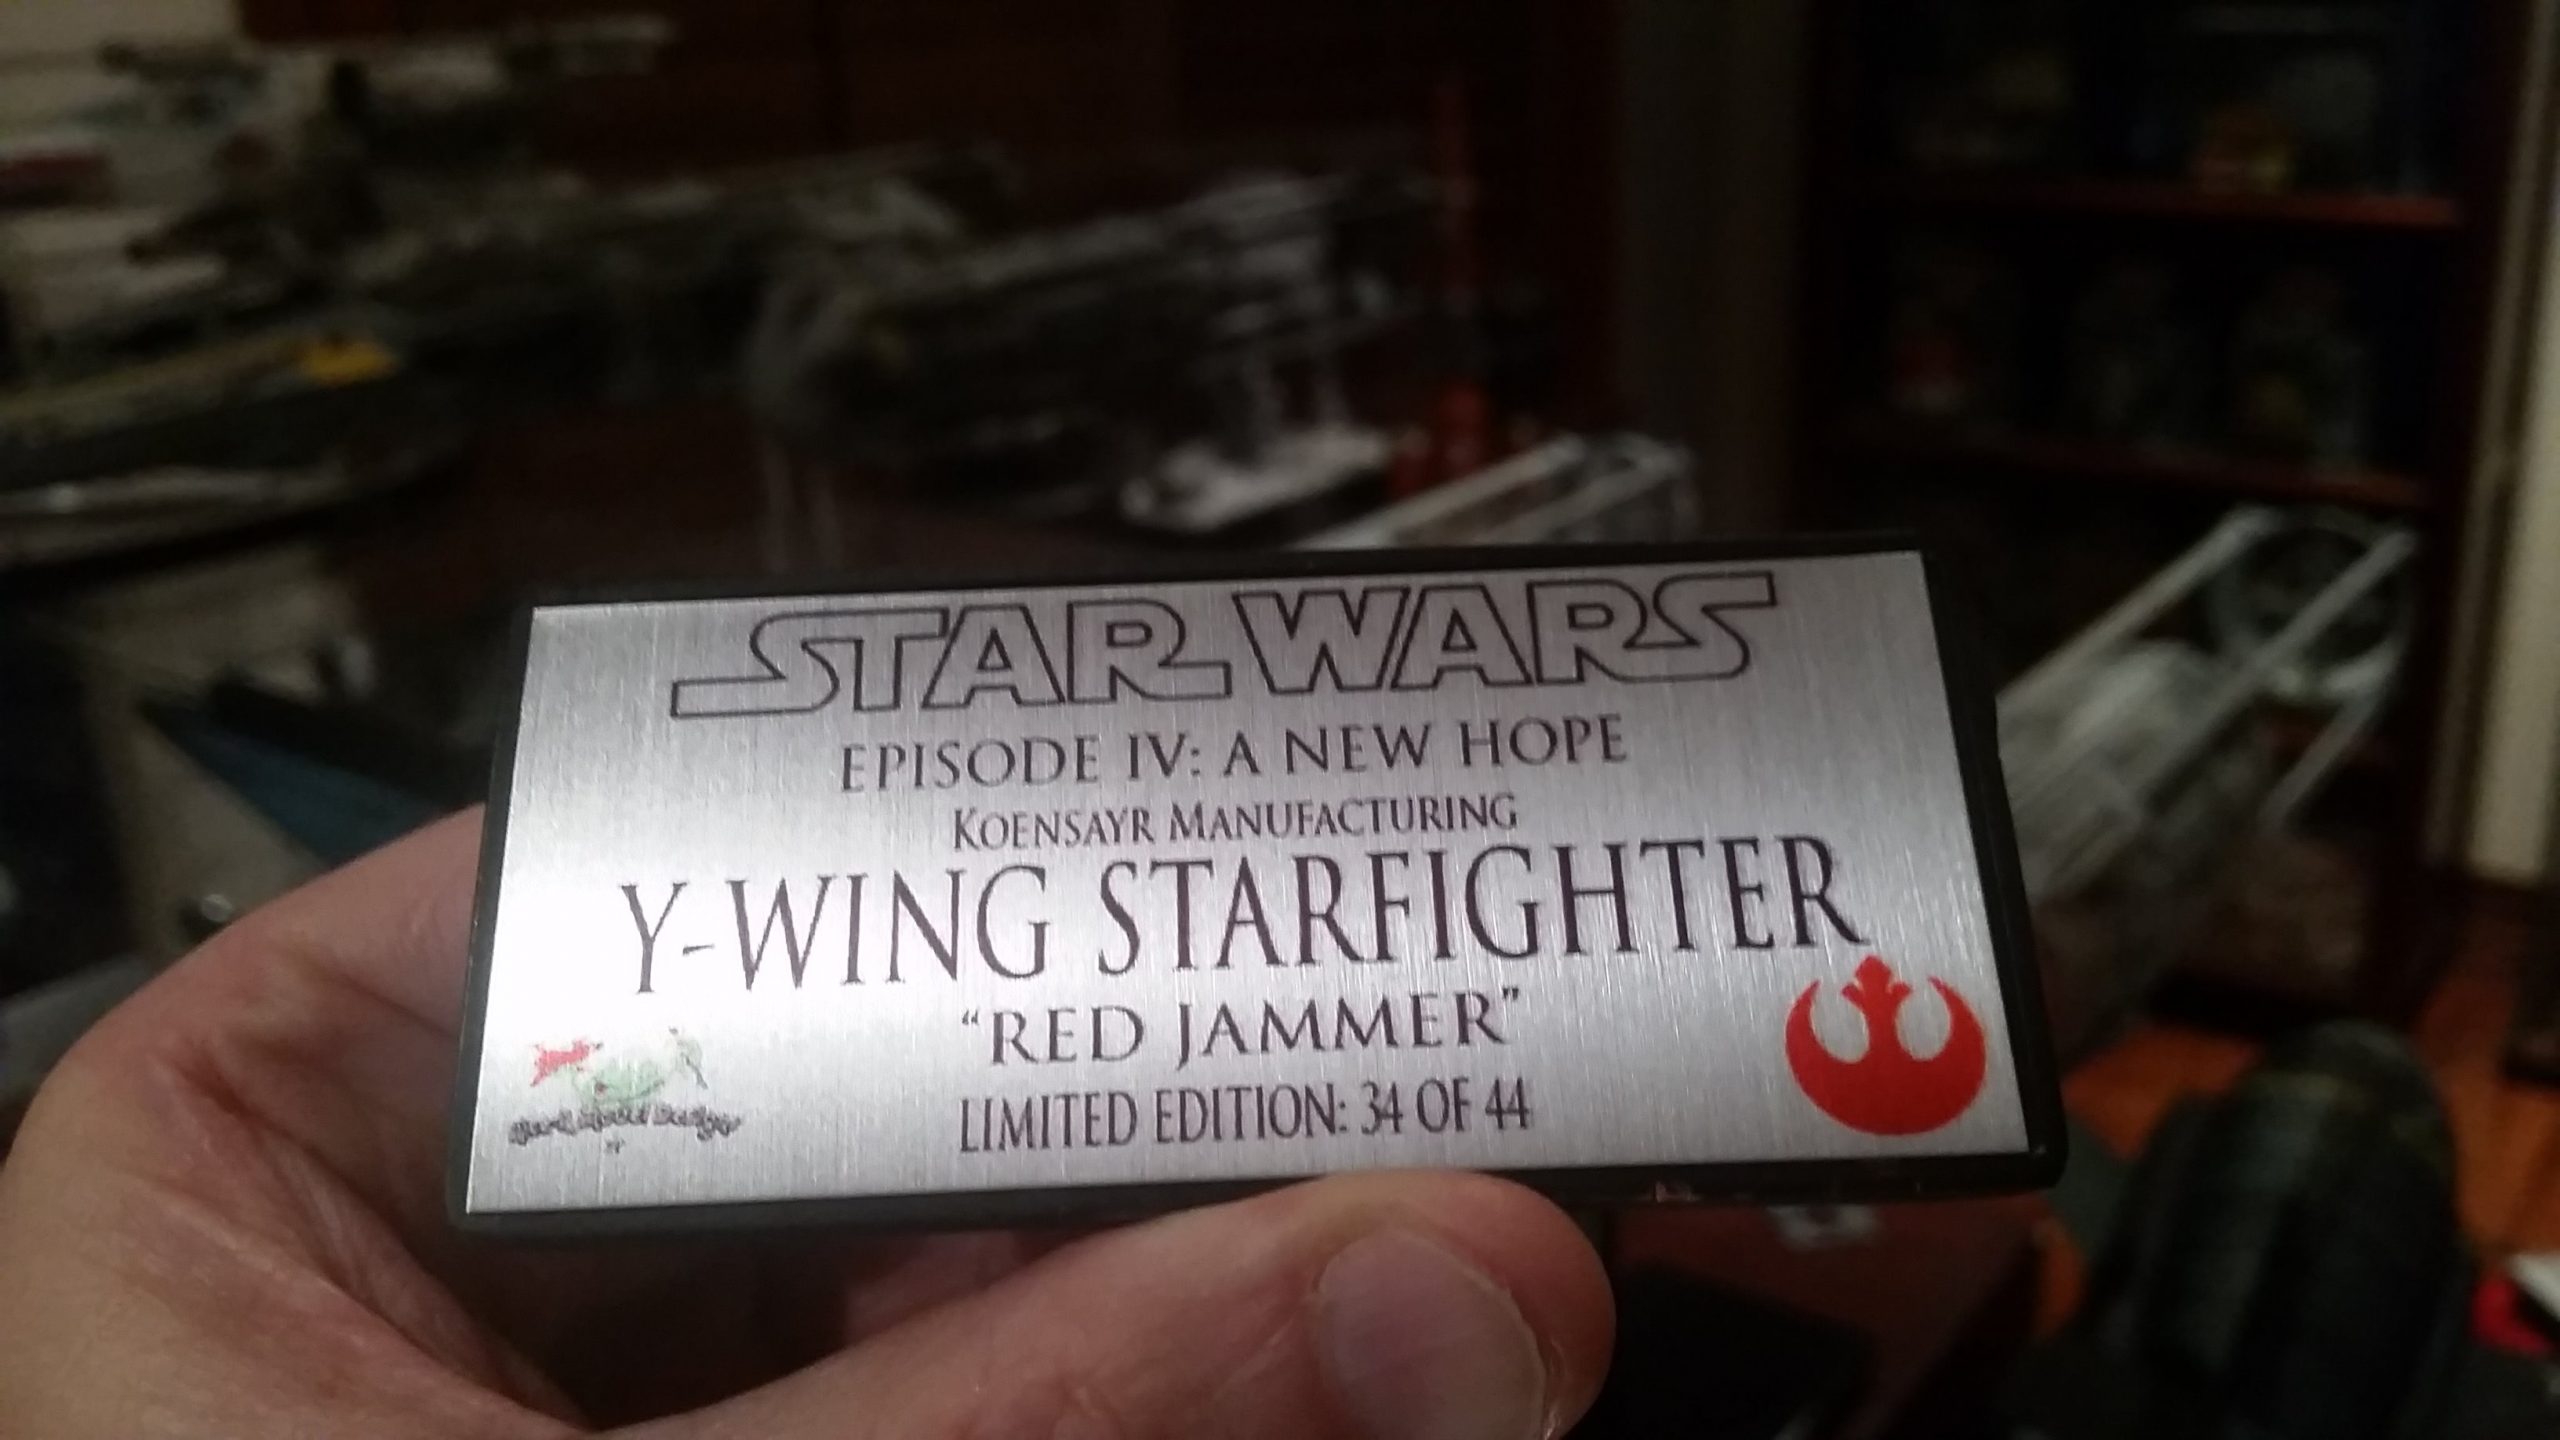 STAR WARS
EPISODE IV: A NEW HOPE
KOENSAYR MANUFACTURING
Y-WING STARFIGHTER
"RED JAMMER"
LIMITED EDITION: 34 OF 44